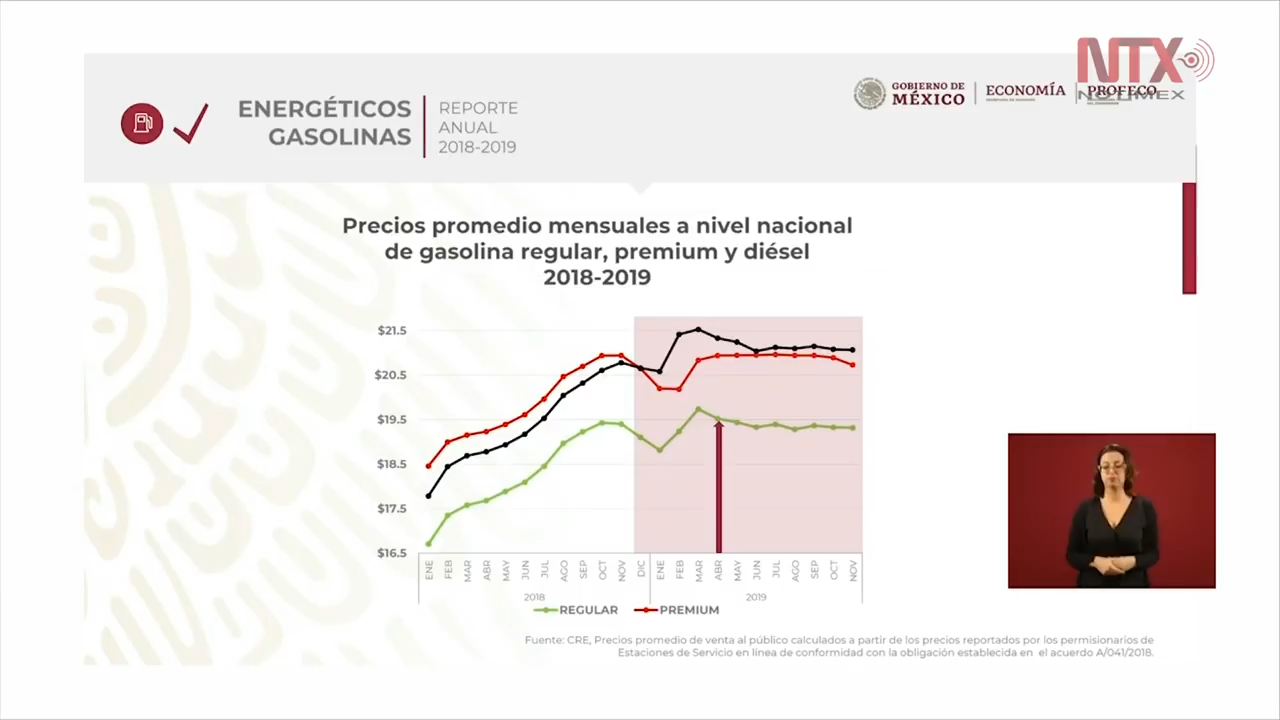 ENERGÉTICOS
GASOLINAS
REPORTE
ANUAL
2018-2019
GOBIERNO DE
MÉXICO
ECONOMÍA
PROFECO
NTX
NOTIMEX
Precios promedio mensuales a nivel nacional
de gasolina regular, premium y diésel
2018-2019
$21.5
$20.5
$19.5
$18.5
$17.5
$16.5
ENE FEB MAR ABR MAY JUN JUL AGO SEP OCT NOV DIC ENE FEB MAR ABR MAY JUN JUL AGO SEP OCT NOV
2018 2019
REGULAR PREMIUM
Fuente: CRE, Precios promedio de venta al público calculados a partir de los precios reportados por los permisionarios de
Estaciones de Servicio en línea de conformidad con la obligación establecida en el acuerdo A/041/2018.